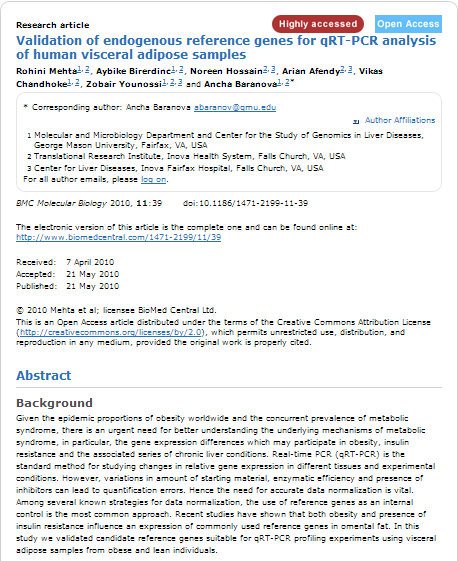 Research article
Highly accessed
Open Access
Validation of endogenous reference genes for qRT-PCR analysis
of human visceral adipose samples
Rohini Mehta1, 2, Aybike Birerdinc1, 2, Noreen Hossain2, 3, Arian Afendy2, 3, Vikas
Chandhoke1, 2, Zobair Younossi1, 2, 3 and Ancha Baranova1, 2*
* Corresponding author: Ancha Baranova abaranov@gmu.edu
Author Affiliations
1 Molecular and Microbiology Department and Center for the Study of Genomics in Liver Diseases,
George Mason University, Fairfax, VA, USA
2 Translational Research Institute, Inova Health System, Falls Church, VA, USA
3 Center for Liver Diseases, Inova Fairfax Hospital, Falls Church, VA, USA
For all author emails, please log on.
BMC Molecular Biology 2010, 11:39 doi:10.1186/1471-2199-11-39
The electronic version of this article is the complete one and can be found online at:
http://www.biomedcentral.com/1471-2199/11/39
Received: 7 April 2010
Accepted: 21 May 2010
Published: 21 May 2010
© 2010 Mehta et al; licensee BioMed Central Ltd.
This is an Open Access article distributed under the terms of the Creative Commons Attribution License
(http://creativecommons.org/licenses/by/2.0), which permits unrestricted use, distribution, and
reproduction in any medium, provided the original work is properly cited.
Abstract
Background
Given the epidemic proportions of obesity worldwide and the concurrent prevalence of metabolic
syndrome, there is an urgent need for better understanding the underlying mechanisms of metabolic
syndrome, in particular, the gene expression differences which may participate in obesity, insulin
resistance and the associated series of chronic liver conditions. Real-time PCR (qRT-PCR) is the
standard method for studying changes in relative gene expression in different tissues and experimental
conditions. However, variations in amount of starting material, enzymatic efficiency and presence of
inhibitors can lead to quantification errors. Hence the need for accurate data normalization is vital.
Among several known strategies for data normalization, the use of reference genes as an internal
control is the most common approach. Recent studies have shown that both obesity and presence of
insulin resistance influence an expression of commonly used reference genes in omental fat. In this
study we validated candidate reference genes suitable for qRT-PCR profiling experiments using visceral
adipose samples from obese and lean individuals.